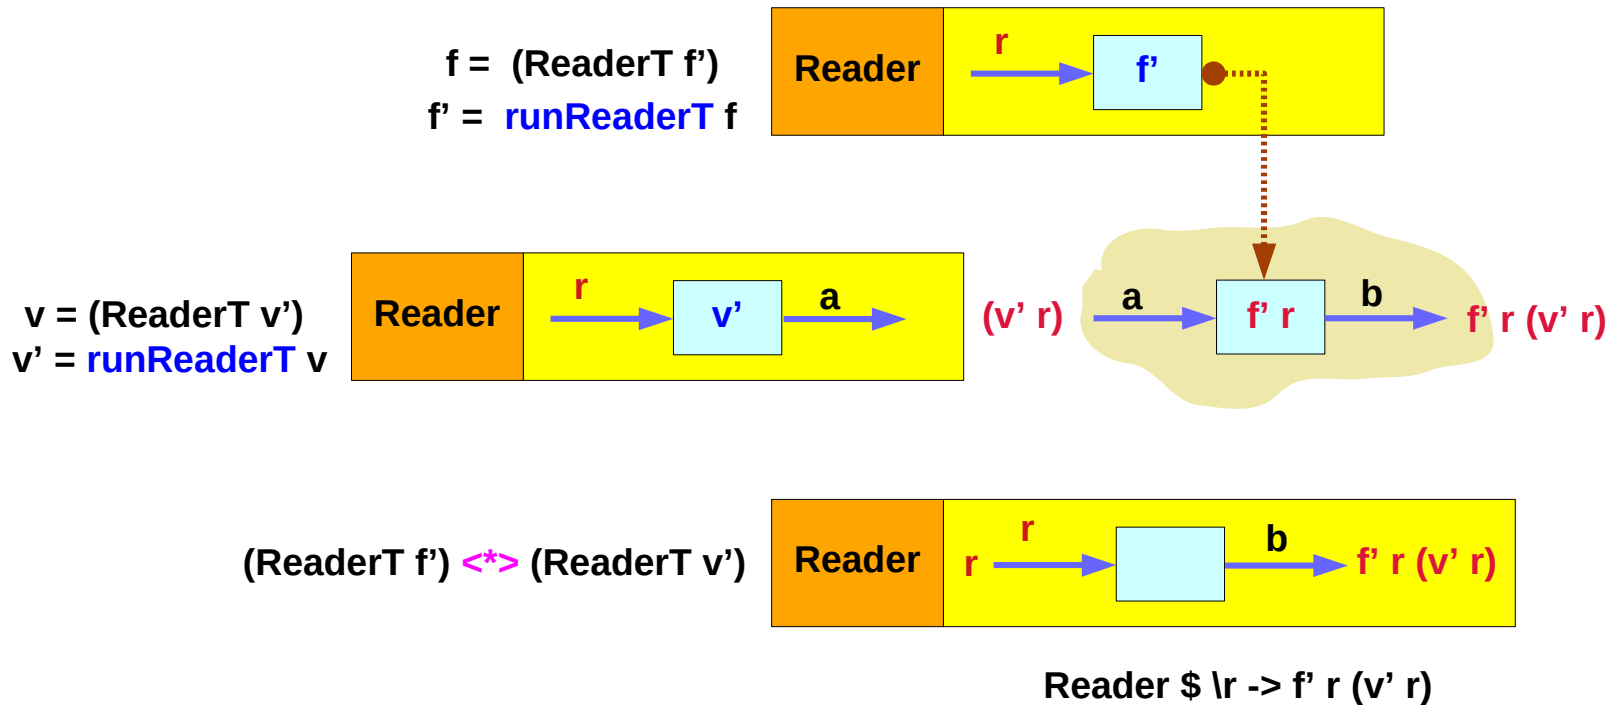 f = (ReaderT f’)
f’ = runReaderT f
Reader
r
f’
v = (ReaderT v’)
v’ = runReaderT v
Reader
r
v’
a
(v’ r)
a
f’ r
b
f’ r (v’ r)
(ReaderT f’) <*> (ReaderT v’)
Reader
r
r
b
f’ r (v’ r)
Reader $ \r -> f’ r (v’ r)